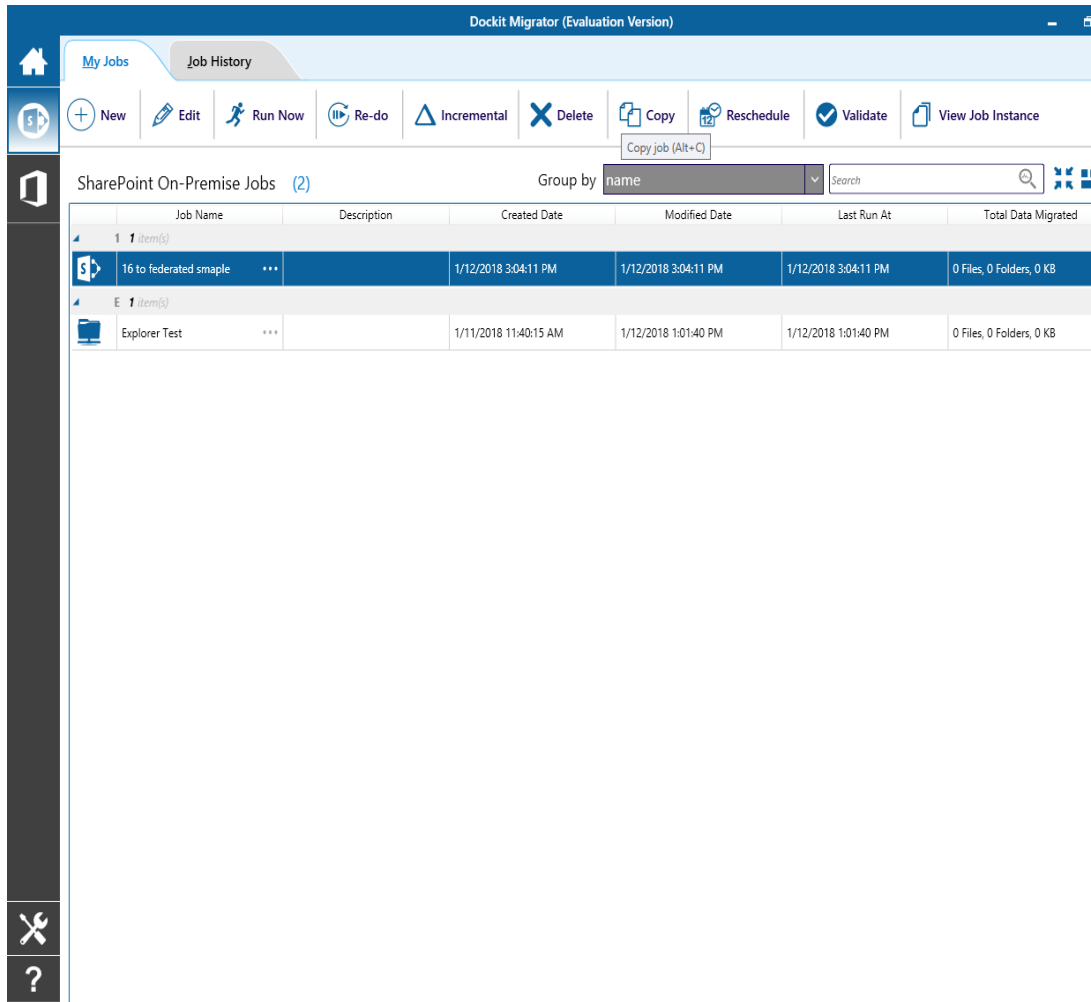 Dockit Migrator (Evaluation Version)
My Jobs Job History
New Edit Run Now Re-do Incremental Delete Copy 12 Reschedule Validate View Job Instance
Copy job (Alt+C)
SharePoint On-Premise Jobs (2) Group by name Search
Job Name Description Created Date Modified Date Last Run At Total Data Migrated
1 1 item(s)
S 16 to federated smaple ... 1/12/2018 3:04:11 PM 1/12/2018 3:04:11 PM 1/12/2018 3:04:11 PM 0 Files, 0 Folders, 0 KB
E 1 item(s)
Explorer Test ... 1/11/2018 11:40:15 AM 1/12/2018 1:01:40 PM 1/12/2018 1:01:40 PM 0 Files, 0 Folders, 0 KB
S
?